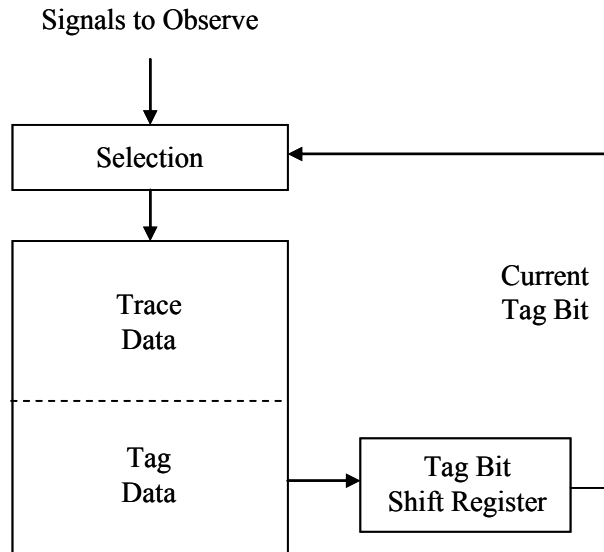 Signals to Observe
Selection
Trace
Data
Current
Tag Bit
Tag
Data
Tag Bit
Shift Register